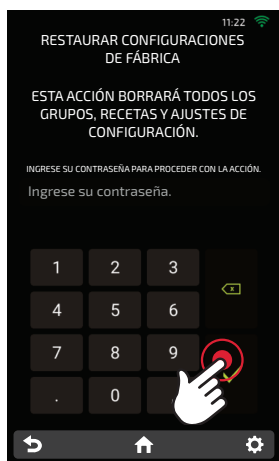 11:22
RESTAURAR CONFIGURACIONES
DE FÁBRICA
ESTA ACCIÓN BORRARÁ TODOS LOS
GRUPOS, RECETAS Y AJUSTES DE
CONFIGURACIÓN.
INGRESE SU CONTRASEÑA PARA PROCEDER CON LA ACCIÓN.
Ingrese su contraseña.
1 2 3
4 5 6
7 8 9
. 0